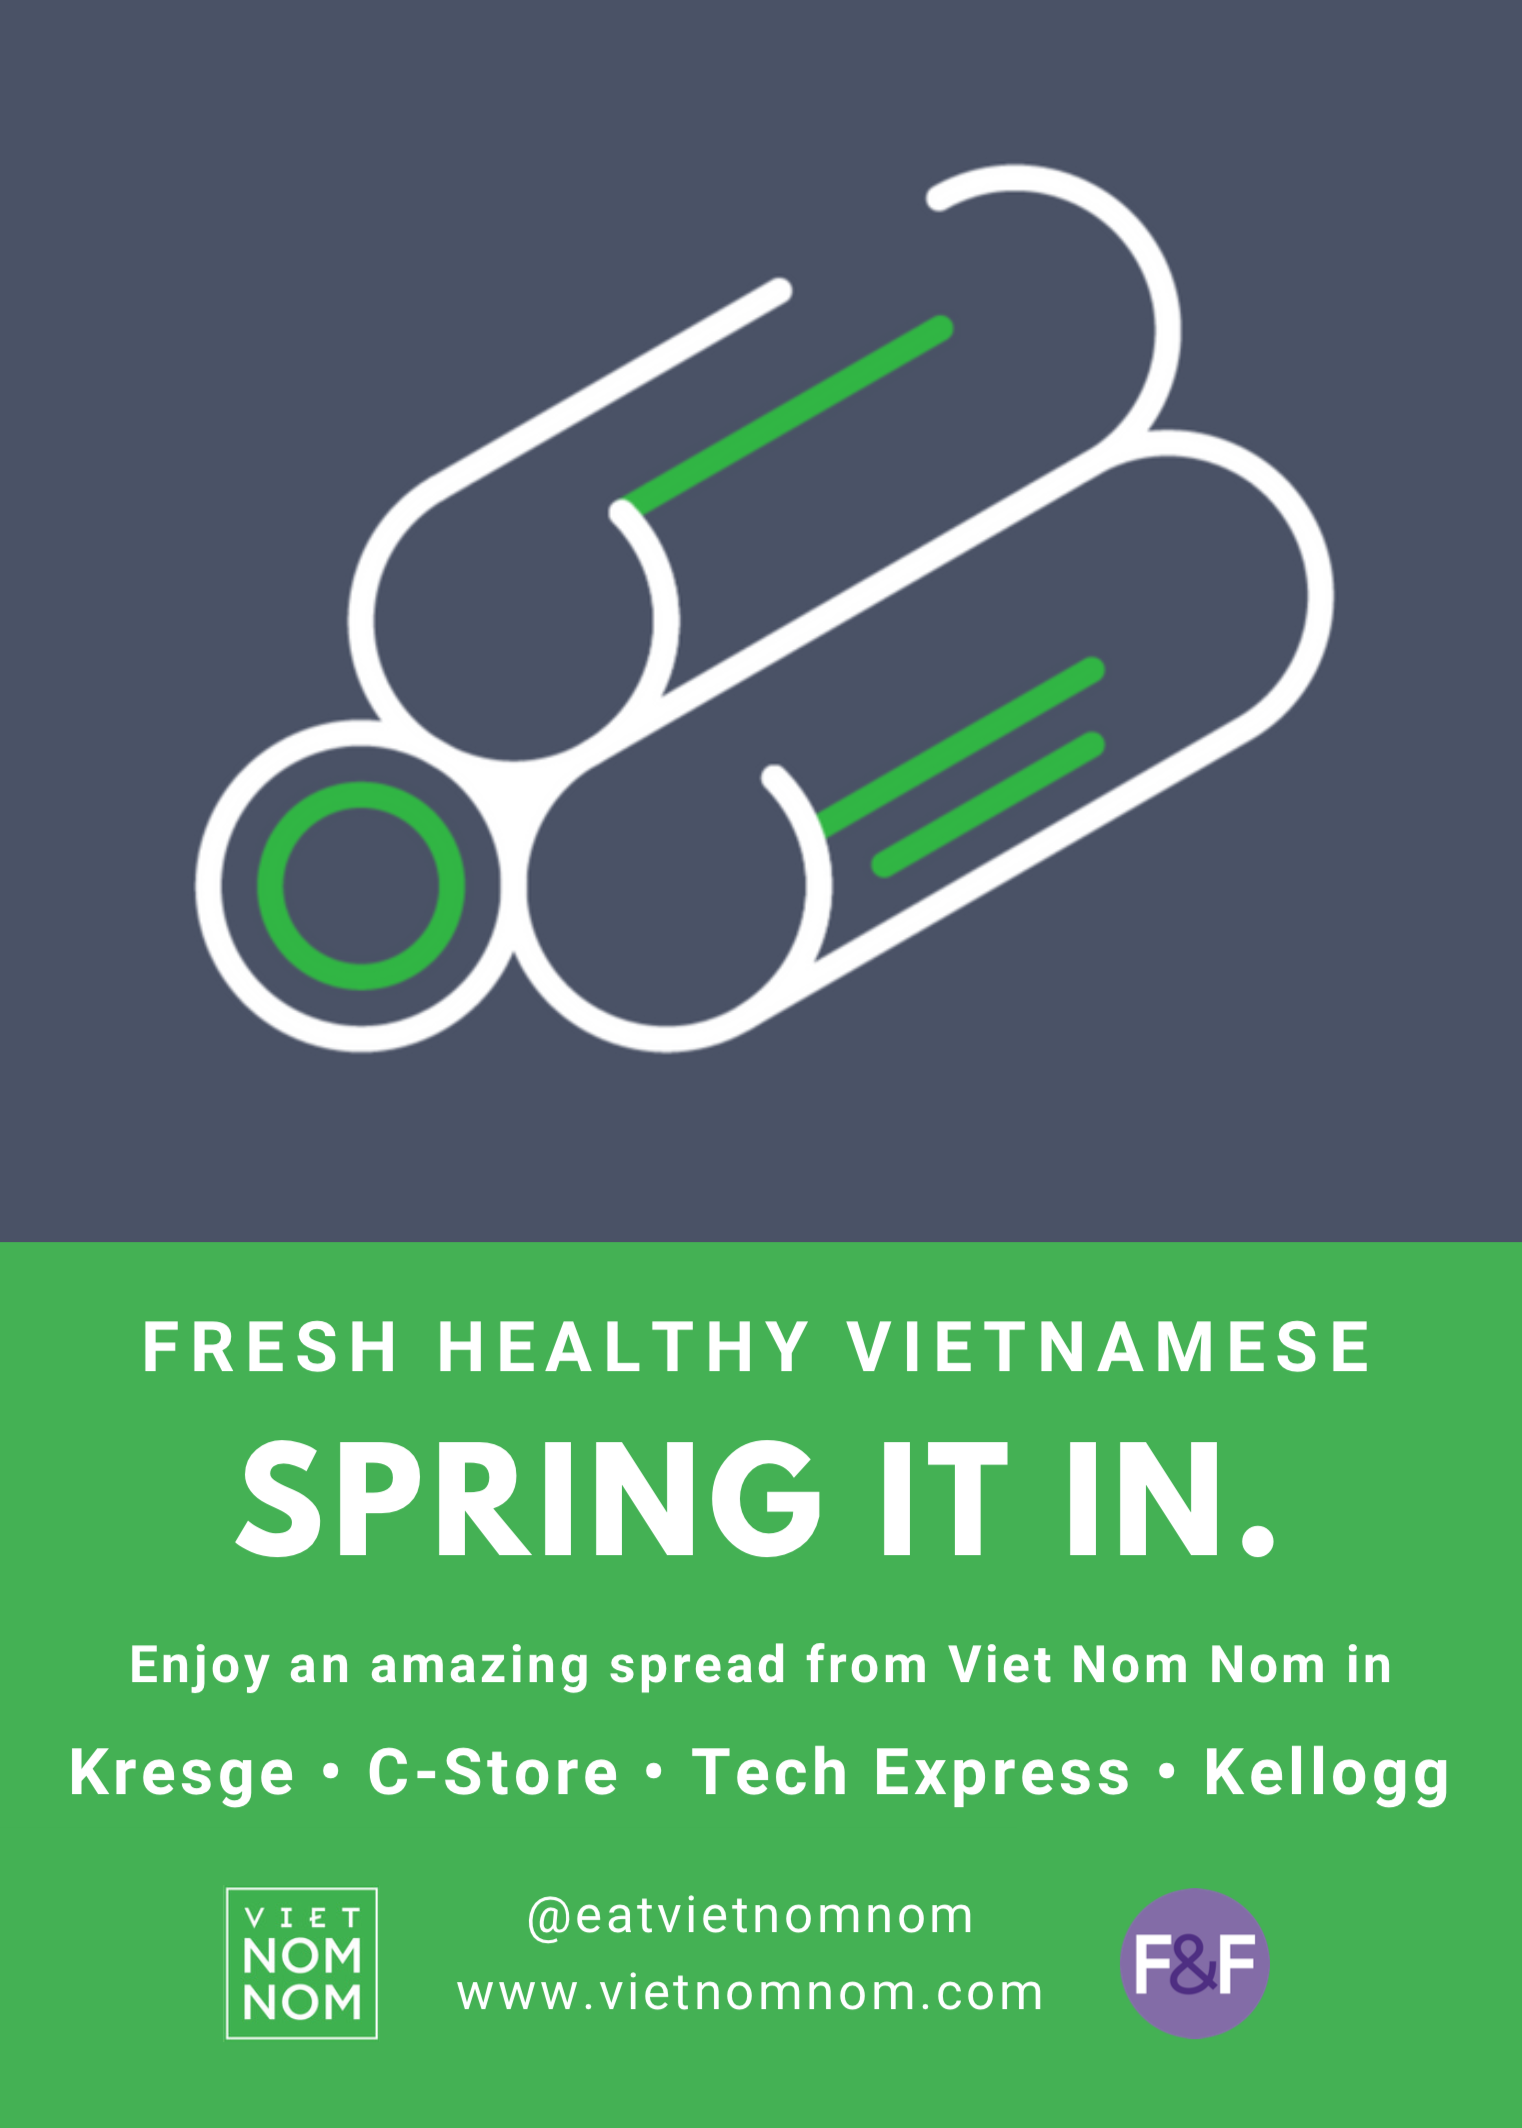 FRESH HEALTHY VIETNAMESE
SPRING IT IN.
Enjoy an amazing spread from Viet Nom Nom in
Kresge • C-Store • Tech Express • Kellogg
VIET
NOM
NOM
@eatvietnomnom
www.vietnomnom.com
F&F